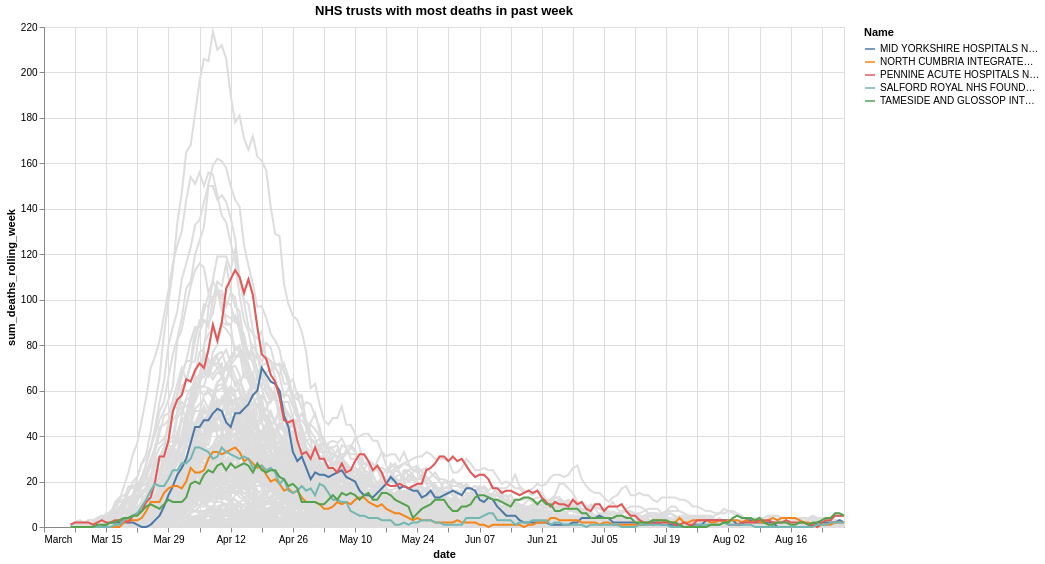 NHS trusts with most deaths in past week
220
200
180
160
140
120
100
80
60
40
20
0
sum_deaths_rolling_week
March Mar 15 Mar 29 Apr 12 Apr 26 May 10 May 24 Jun 07 Jun 21 Jul 05 Jul 19 Aug 02 Aug 16
date
Name
MID YORKSHIRE HOSPITALS N…
NORTH CUMBRIA INTEGRATE…
PENNINE ACUTE HOSPITALS N…
SALFORD ROYAL NHS FOUND…
TAMESIDE AND GLOSSOP INT…